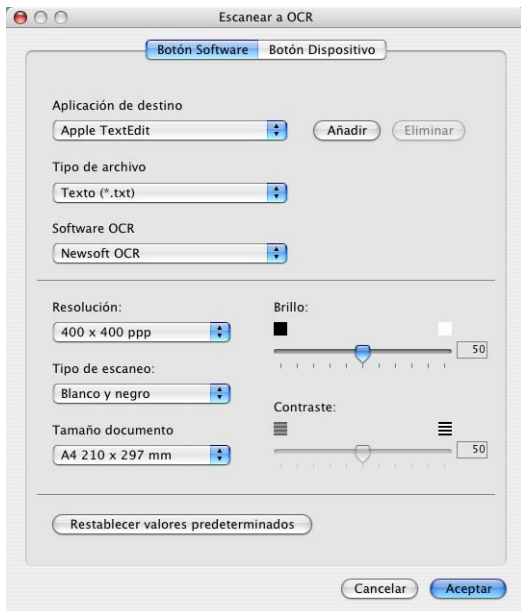 Escanear a OCR
Botón Software Botón Dispositivo
Aplicación de destino
Apple TextEdit Añadir Eliminar
Tipo de archivo
Texto (*.txt)
Software OCR
Newsoft OCR
Resolución: Brillo:
400 x 400 ppp 50
Tipo de escaneo:
Blanco y negro
Contraste:
Tamaño documento
A4 210 x 297 mm 50
Restablecer valores predeterminados
Cancelar Aceptar